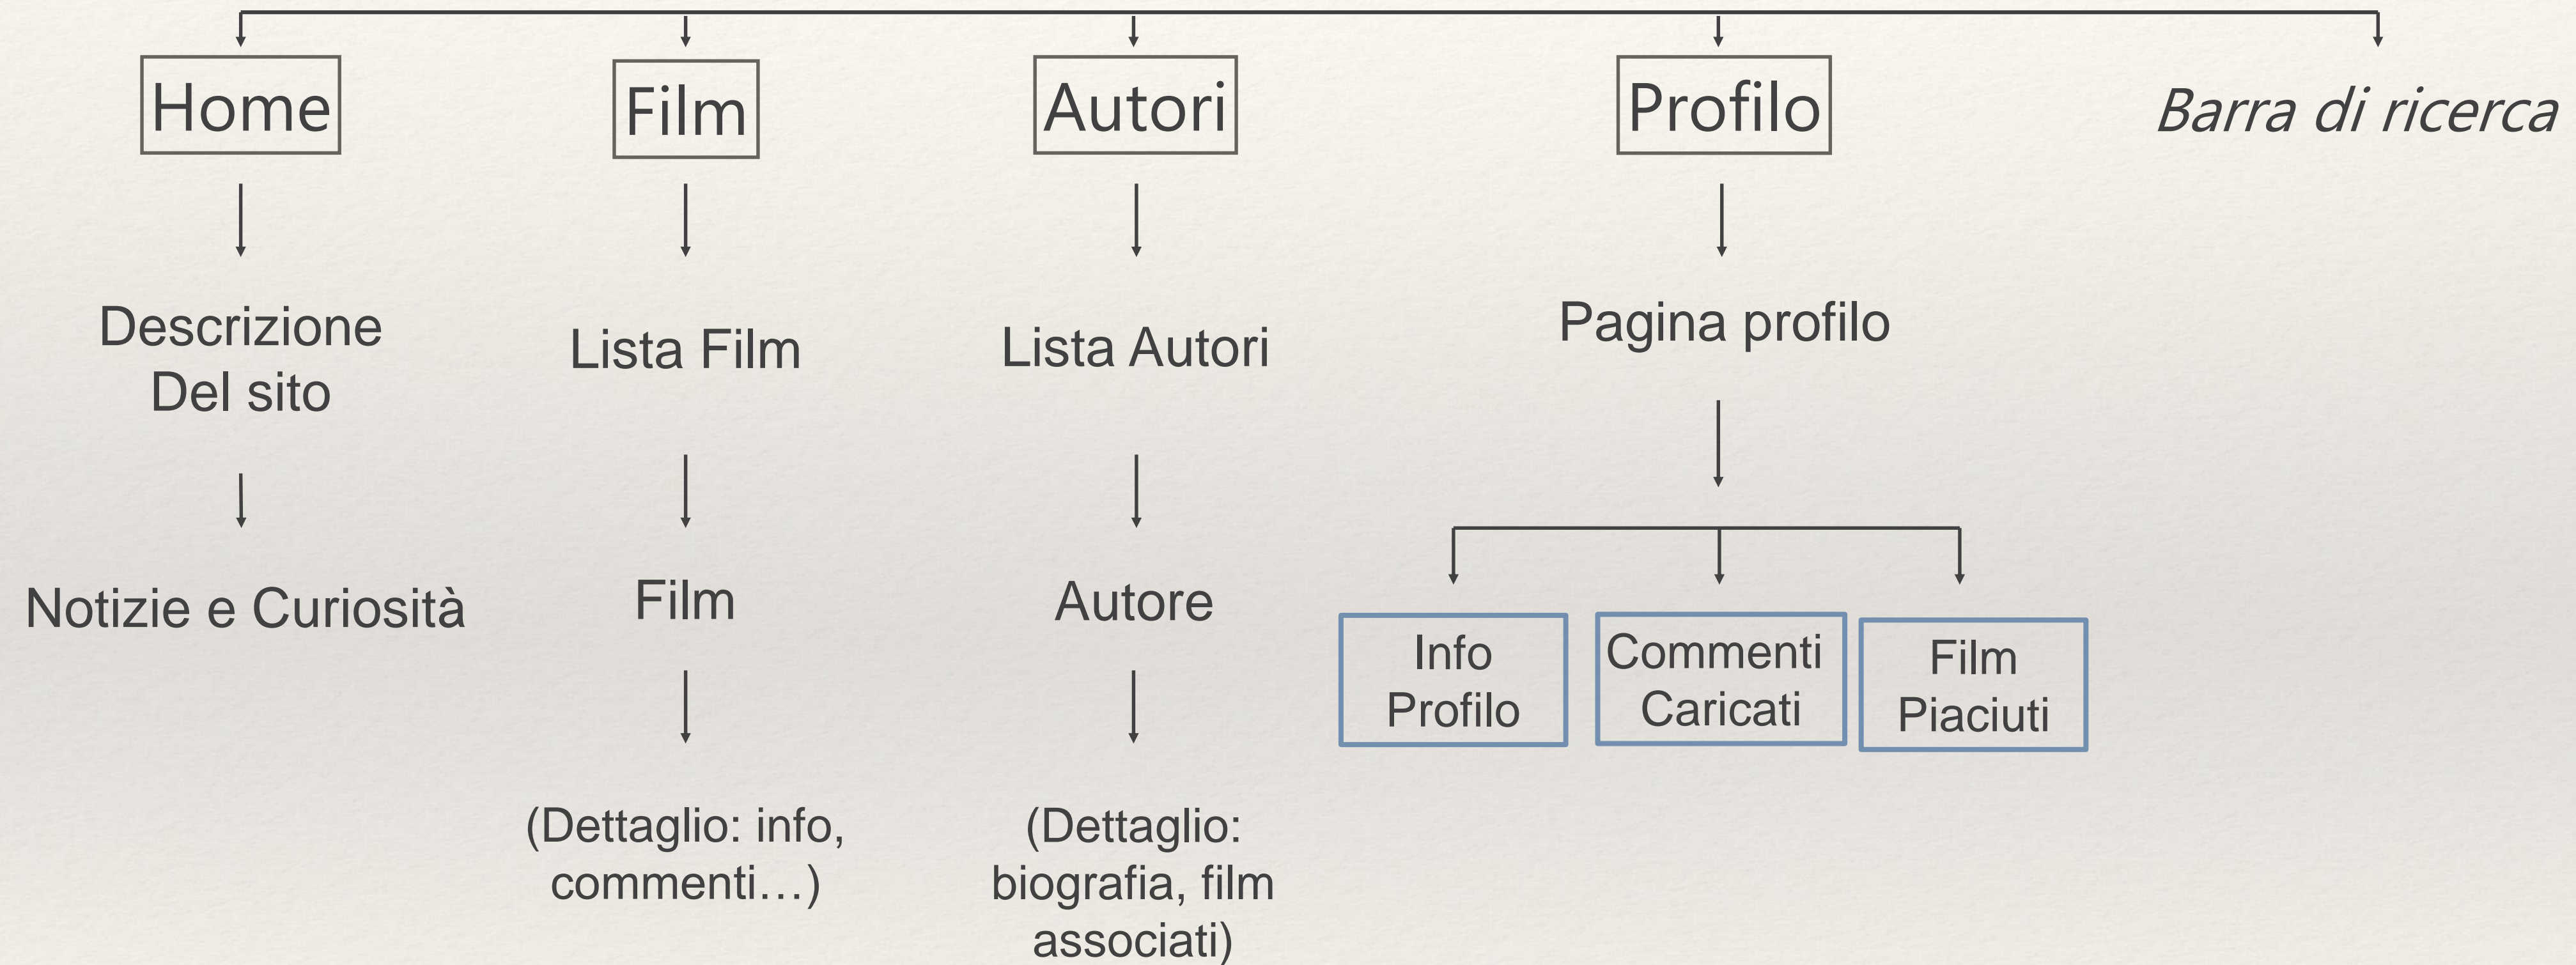 Home
Film
Autori
Profilo
Barra di ricerca
Descrizione
Del sito
Lista Film
Lista Autori
Pagina profilo
Notizie e Curiosità
Film
Autore
Info
Profilo
Commenti
Caricati
Film
Piaciuti
(Dettaglio: info,
commenti…)
(Dettaglio:
biografia, film
associati)